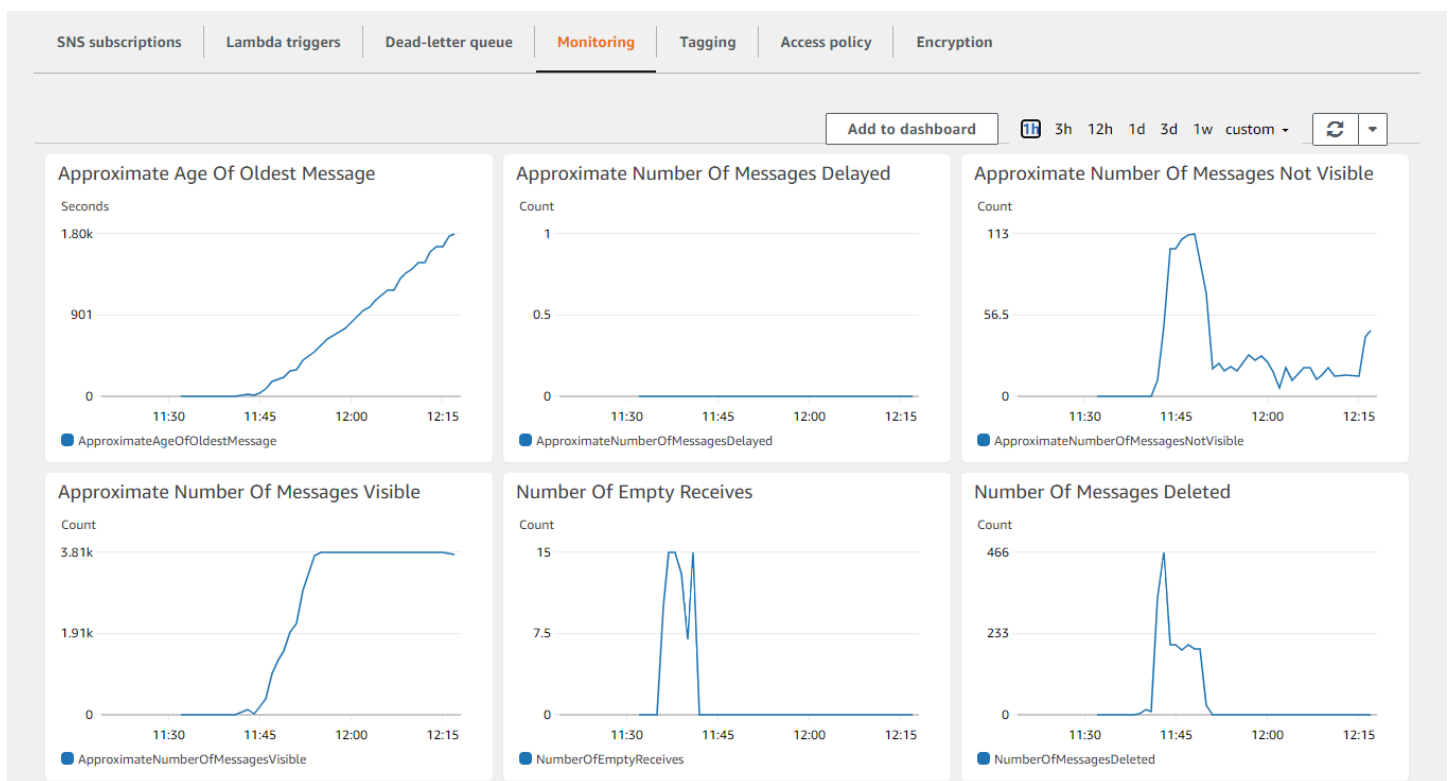 SNS subscriptions Lambda triggers Dead-letter queue Monitoring Tagging Access policy Encryption
Add to dashboard 1h 3h 12h 1d 3d 1w custom
Approximate Age Of Oldest Message
Seconds
1.80k
901
0
11:30 11:45 12:00 12:15
ApproximateAgeOfOldestMessage
Approximate Number Of Messages Delayed
Count
1
0.5
0
11:30 11:45 12:00 12:15
ApproximateNumberOfMessagesDelayed
Approximate Number Of Messages Not Visible
Count
113
56.5
0
11:30 11:45 12:00 12:15
ApproximateNumberOfMessagesNotVisible
Approximate Number Of Messages Visible
Count
3.81k
1.91k
0
11:30 11:45 12:00 12:15
ApproximateNumberOfMessagesVisible
Number Of Empty Receives
Count
15
7.5
0
11:30 11:45 12:00 12:15
NumberOfEmptyReceives
Number Of Messages Deleted
Count
466
233
0
11:30 11:45 12:00 12:15
NumberOfMessagesDeleted